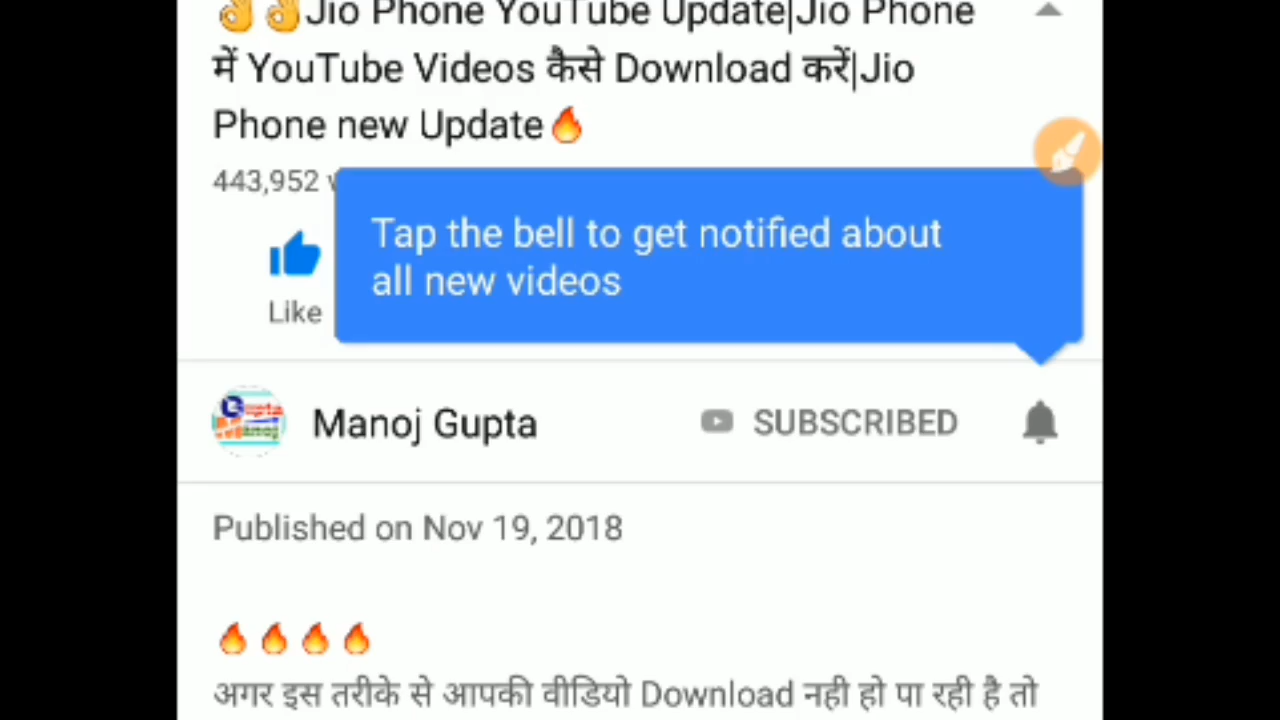 👌👌Jio Phone YouTube Update|Jio Phone
में YouTube Videos कैसे Download करें|Jio
Phone new Update🔥
443,952
Tap the bell to get notified about
all new videos
Like
Gupta
Manoj
Manoj Gupta
SUBSCRIBED
Published on Nov 19, 2018
🔥🔥🔥🔥
अगर इस तरीके से आपकी वीडियो Download नही हो पा रही है तो